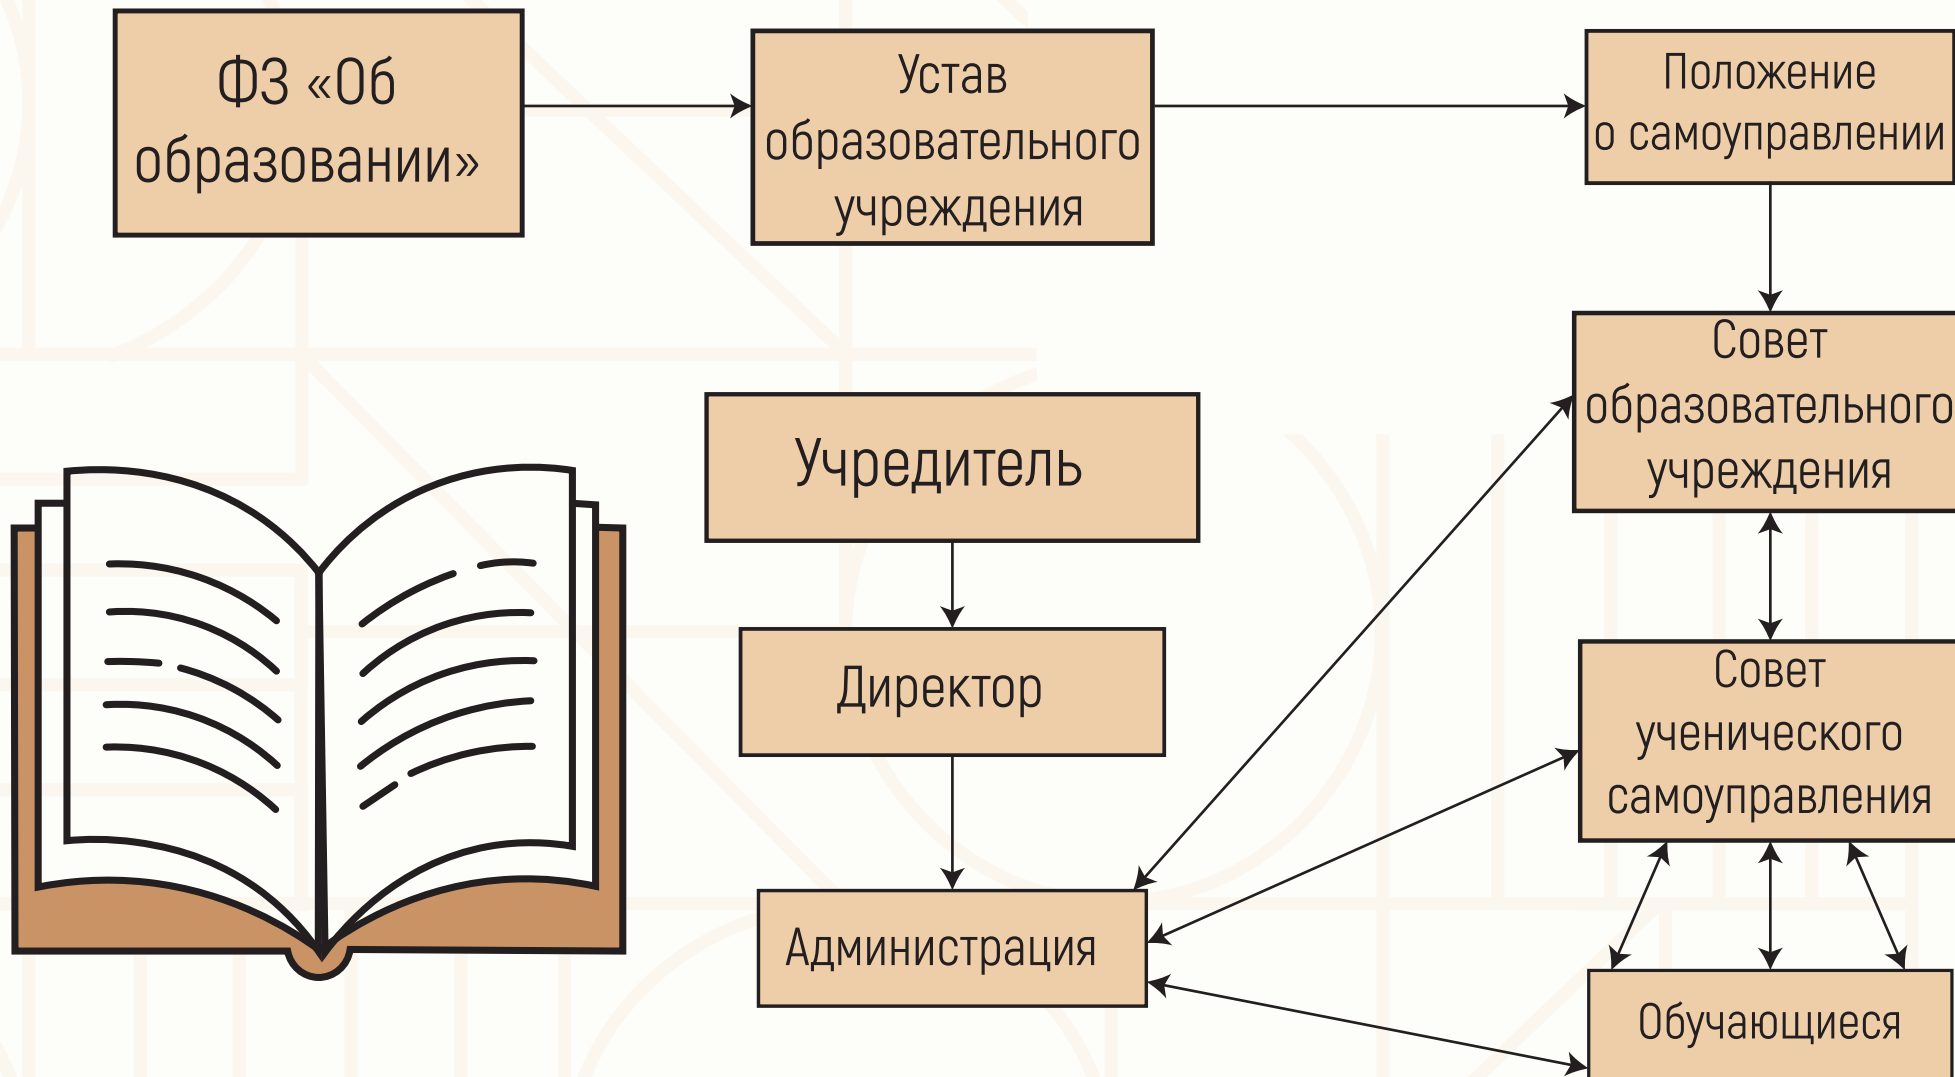 ФЗ «Об
образовании»
Устав
образовательного
учреждения
Положение
о самоуправлении
Совет
образовательного
учреждения
Учредитель
Директор
Совет
ученического
самоуправления
Администрация
Обучающиеся